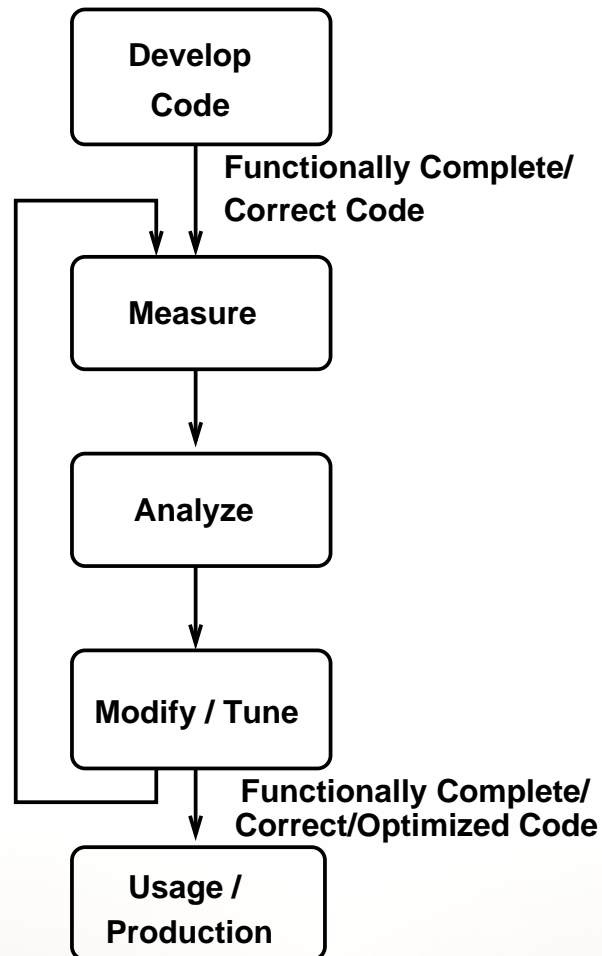 Develop
Code
Functionally Complete/
Correct Code
Measure
Analyze
Modify / Tune
Functionally Complete/
Correct/Optimized Code
Usage /
Production